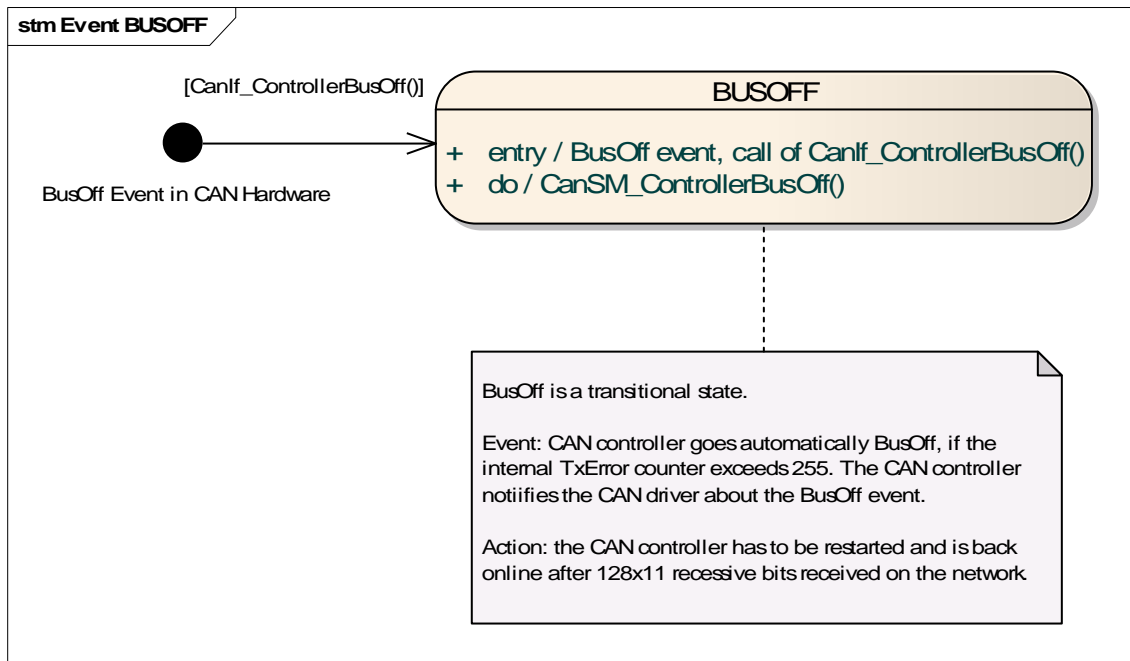 stm Event BUSOFF
[CanIf_ControllerBusOff()]
BusOff Event in CAN Hardware
BUSOFF
+ entry / BusOff event, call of CanIf_ControllerBusOff()
+ do / CanSM_ControllerBusOff()
BusOff is a transitional state.
Event: CAN controller goes automatically BusOff, if the
internal TxError counter exceeds 255. The CAN controller
notiifies the CAN driver about the BusOff event.
Action: the CAN controller has to be restarted and is back
online after 128x11 recessive bits received on the network.